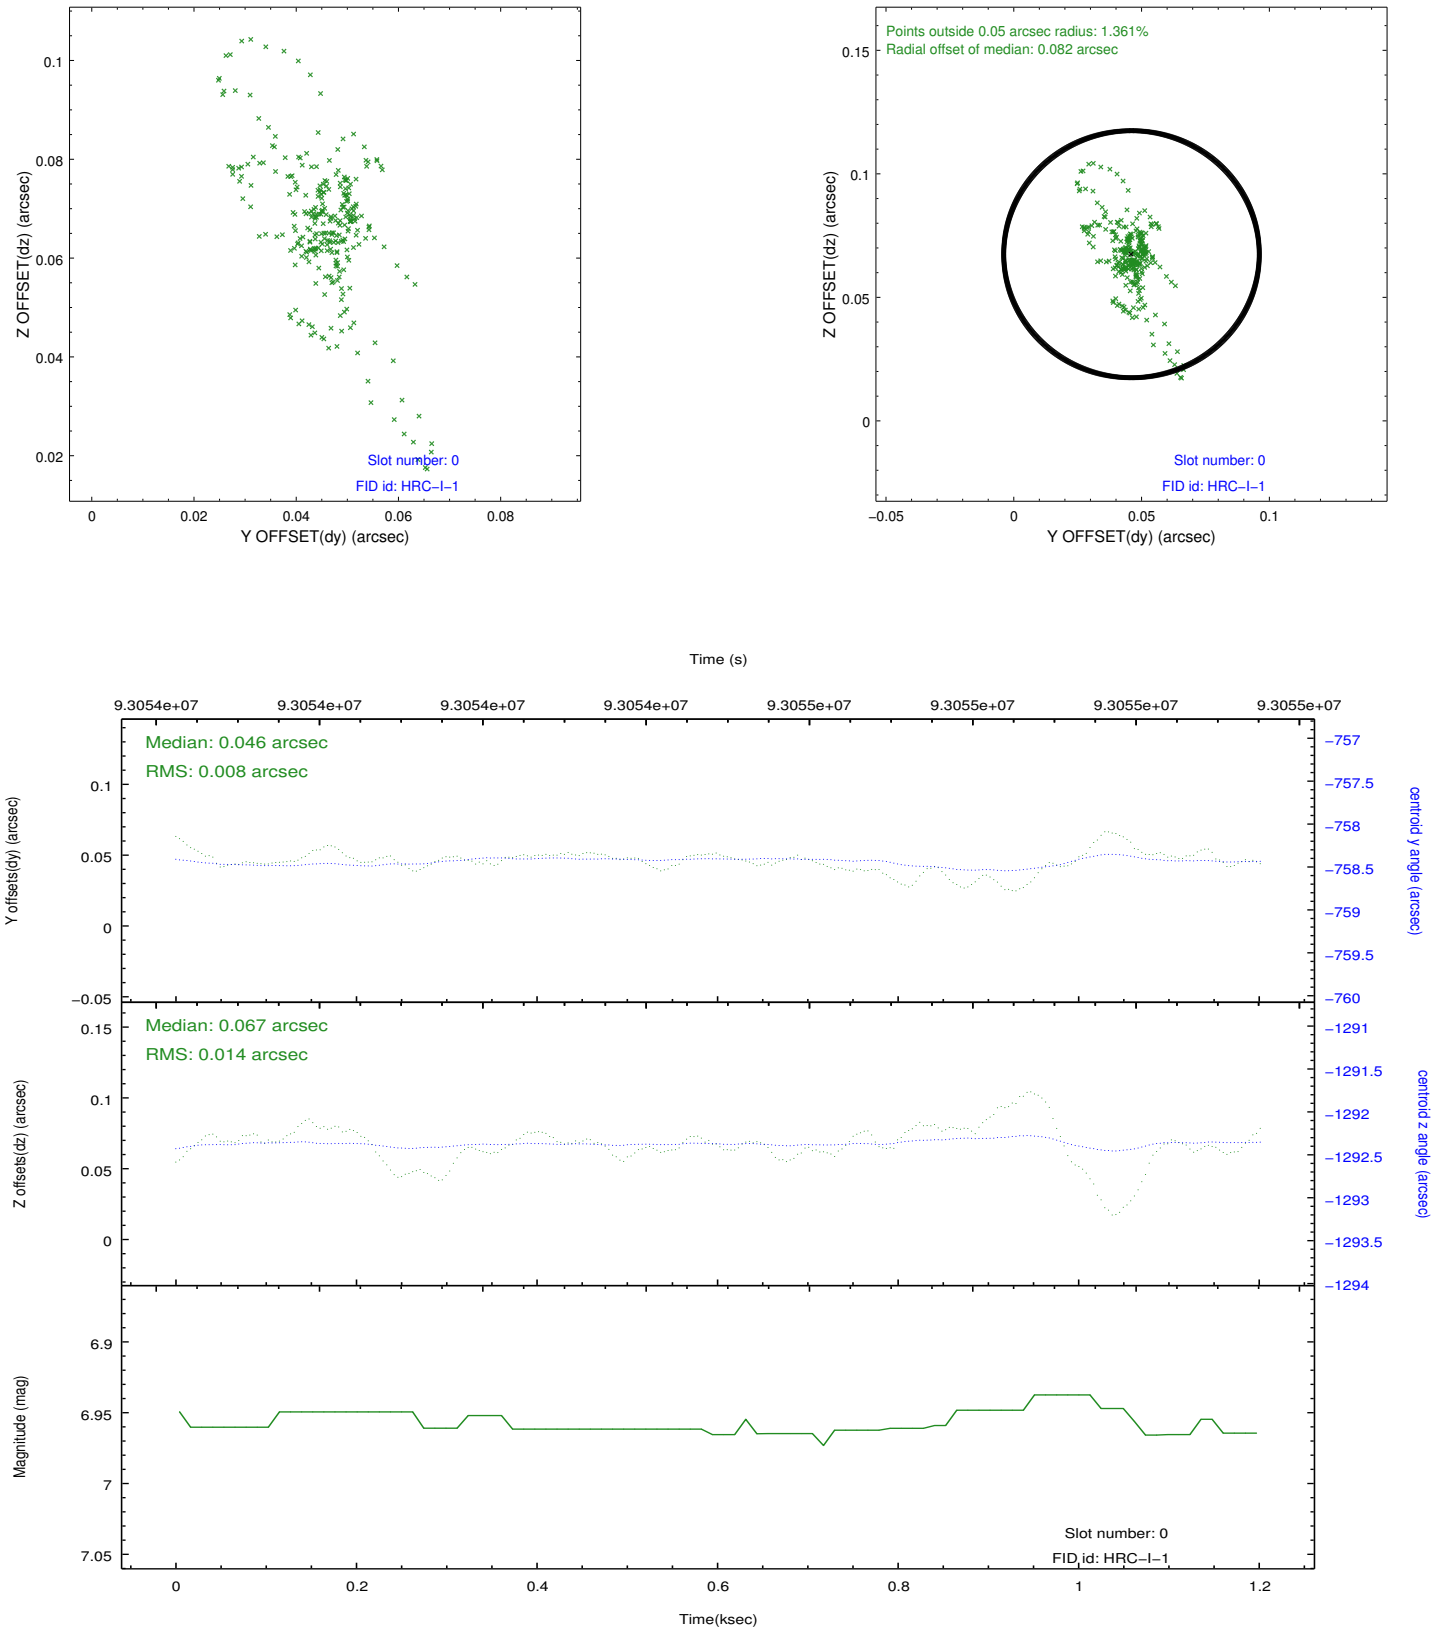 0.1
0.08
0.06
0.04
0.02
Z OFFSET(dz) (arcsec)
Slot number: 0
FID id: HRC−I−1
0 0.02 0.04 0.06 0.08
Y OFFSET(dy) (arcsec)
Points outside 0.05 arcsec radius: 1.361%
Radial offset of median: 0.082 arcsec
0.15
0.1
0.05
0
Z OFFSET(dz) (arcsec)
Slot number: 0
FID id: HRC−I−1
−0.05 0 0.05 0.1
Y OFFSET(dy) (arcsec)
Time (s)
9.3054e+07 9.3054e+07 9.3054e+07 9.3054e+07 9.3055e+07 9.3055e+07 9.3055e+07 9.3055e+07
Median: 0.046 arcsec
RMS: 0.008 arcsec
0.1
0.05
0
−0.05
Y offsets(dy) (arcsec)
−757
−757.5
−758
−758.5
−759
−759.5
−760
centroid y angle (arcsec)
Median: 0.067 arcsec
RMS: 0.014 arcsec
0.15
0.1
0.05
0
Z offsets(dz) (arcsec)
−1291
−1291.5
−1292
−1292.5
−1293
−1293.5
−1294
centroid z angle (arcsec)
6.9
6.95
7
7.05
Magnitude (mag)
Slot number: 0
FID id: HRC−I−1
0 0.2 0.4 0.6 0.8 1 1.2
Time(ksec)